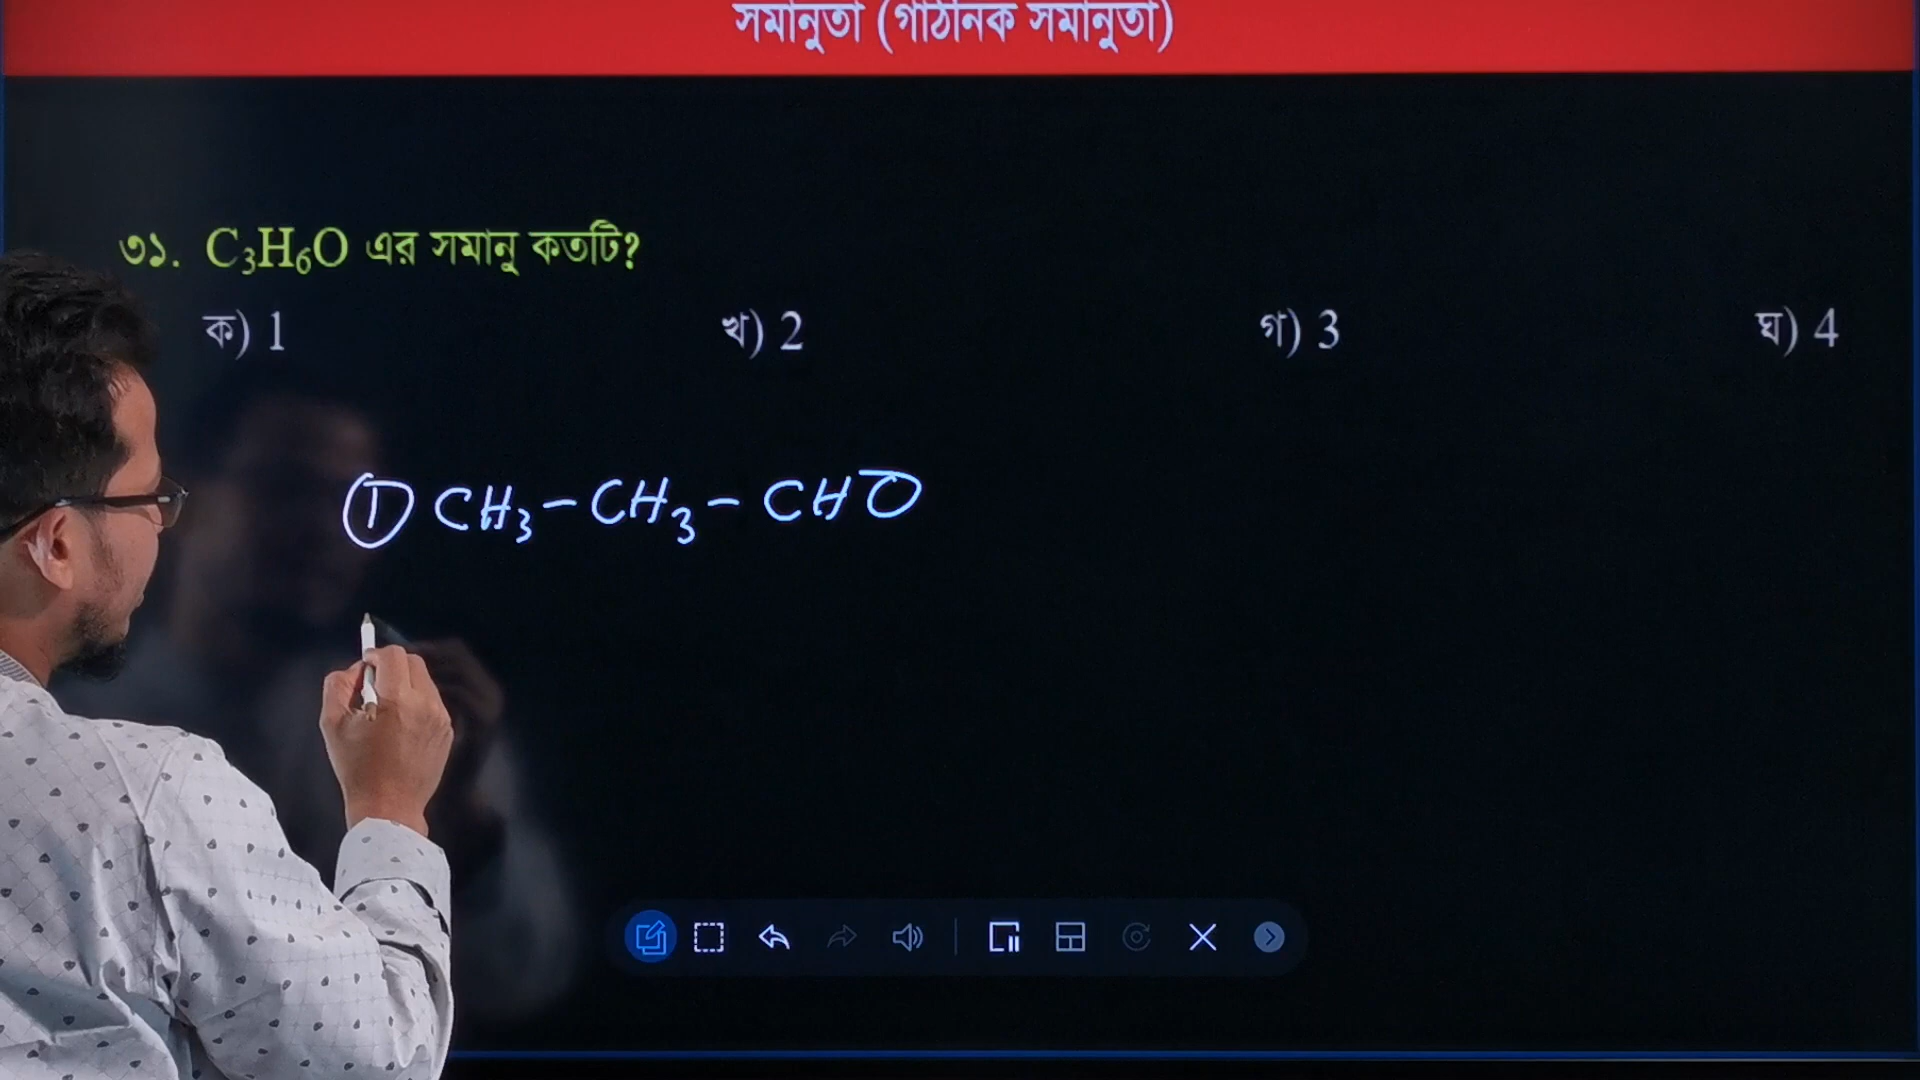 সমানুতা (গাঠনিক সমানুতা)
৩১. C₃H₆O এর সমানু কতটি?
ক) 1 খ) 2 গ) 3 ঘ) 4
① CH₃ – CH₃ – CHO